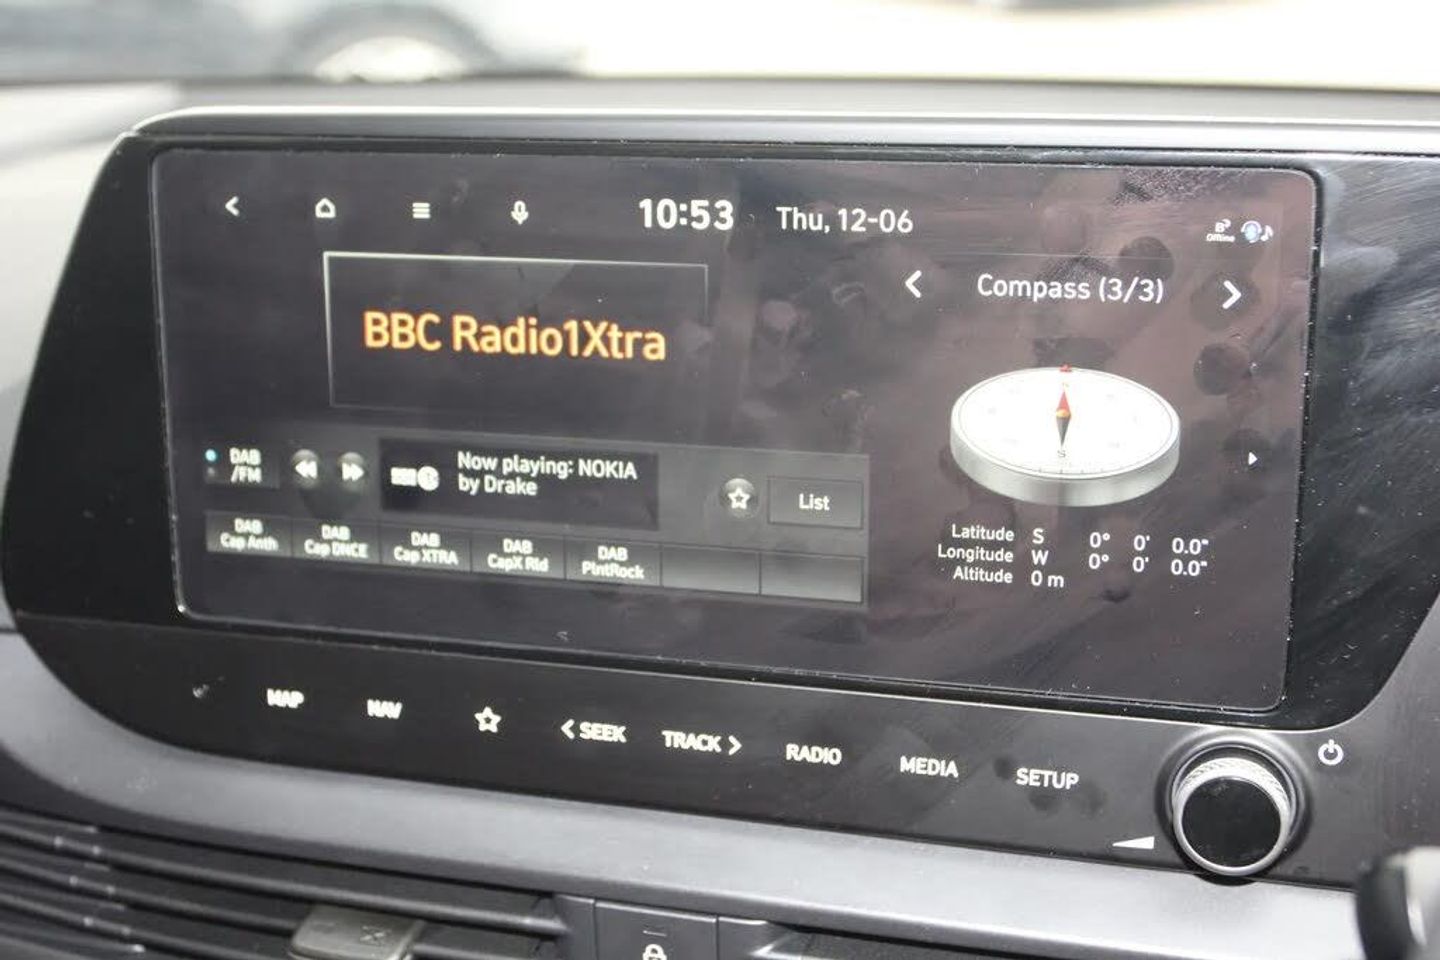 10:53
Thu, 12-06
B
Offline
Compass (3/3)
BBC Radio1Xtra
DAB
/FM
Now playing: NOKIA
by Drake
List
DAB
Cap Anth
DAB
Cap DNCE
DAB
Cap XTRA
DAB
CapX Rld
DAB
PlntRock
S
Latitude S 0° 0' 0.0"
Longitude W 0° 0' 0.0"
Altitude 0 m
MAP
NAV
< SEEK
TRACK >
RADIO
MEDIA
SETUP